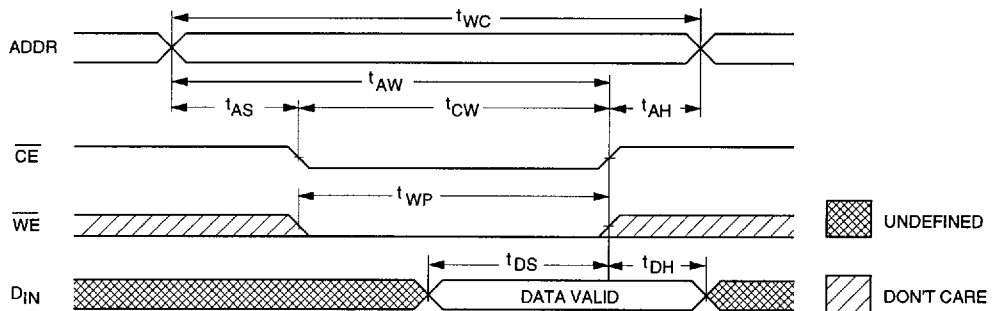 tWC
ADDR
tAW
tAS tCW tAH
CE
tWP
WE
UNDEFINED
tDS tDH
DIN DATA VALID DON'T CARE